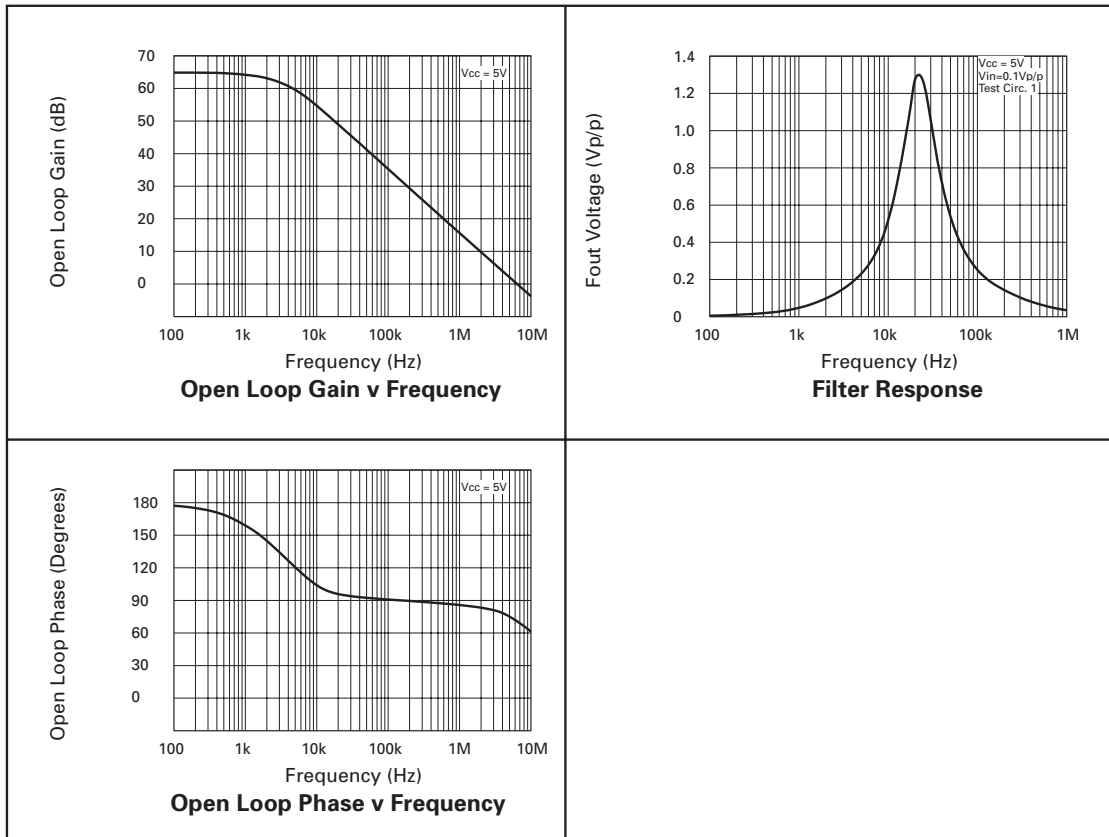 Open Loop Gain (dB)
70
60
50
40
30
20
10
0
Vcc = 5V
100 1k 10k 100k 1M 10M
Frequency (Hz)
Open Loop Gain v Frequency
Fout Voltage (Vp/p)
1.4
1.2
1.0
0.8
0.6
0.4
0.2
0
Vcc = 5V
Vin=0.1Vp/p
Test Circ. 1
100 1k 10k 100k 1M
Frequency (Hz)
Filter Response
Open Loop Phase (Degrees)
180
150
120
90
60
30
0
Vcc = 5V
100 1k 10k 100k 1M 10M
Frequency (Hz)
Open Loop Phase v Frequency